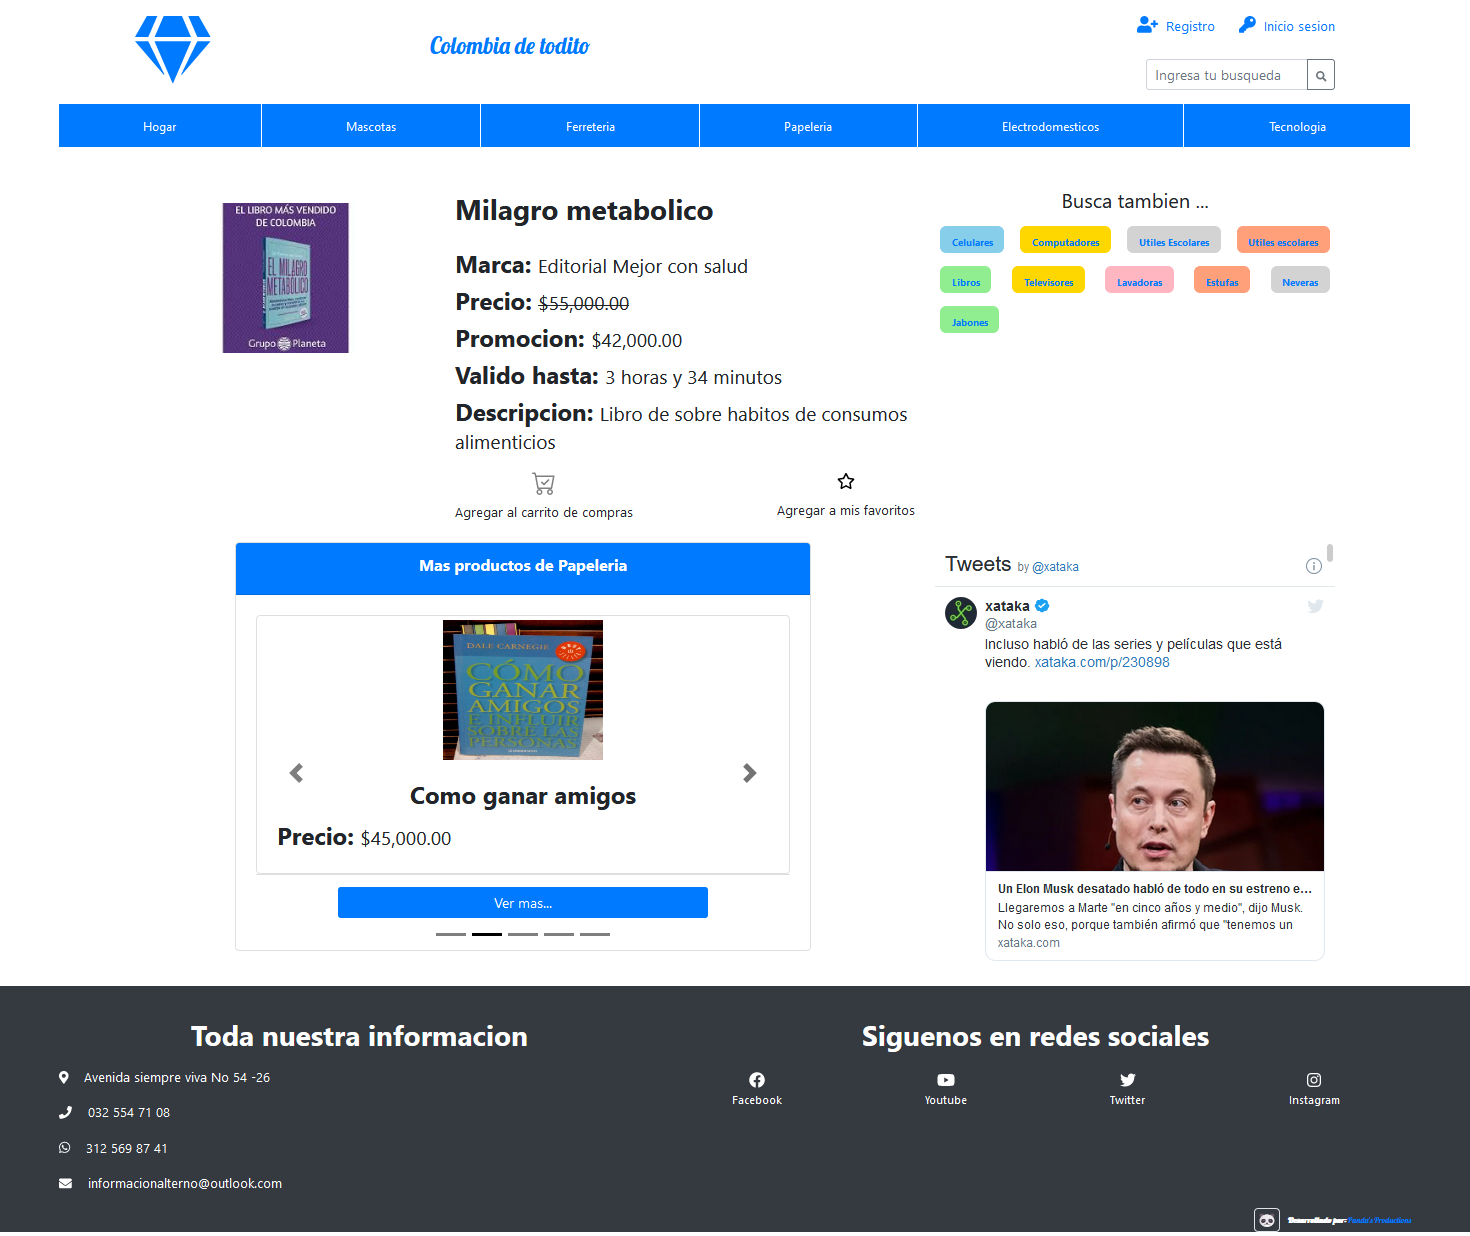 Colombia de todito
Registro
Inicio sesion
Ingresa tu busqueda
Hogar
Mascotas
Ferreteria
Papeleria
Electrodomesticos
Tecnologia
EL LIBRO MÁS VENDIDO
DE COLOMBIA
EL MILAGRO
METABÓLICO
Grupo Planeta
Milagro metabolico
Marca: Editorial Mejor con salud
Precio: $55,000.00
Promocion: $42,000.00
Valido hasta: 3 horas y 34 minutos
Descripcion: Libro de sobre habitos de consumos
alimenticios
Agregar al carrito de compras
Agregar a mis favoritos
Busca tambien ...
Celulares
Computadores
Utiles Escolares
Utiles escolares
Libros
Televisores
Lavadoras
Estufas
Neveras
Jabones
Mas productos de Papeleria
DALE CARNEGIE
CÓMO
GANAR
AMIGOS
E INFLUIR
SOBRE LAS
PERSONAS
Como ganar amigos
Precio: $45,000.00
Ver mas...
Tweets by @xataka
xataka
@xataka
Incluso habló de las series y películas que está
viendo. xataka.com/p/230898
Un Elon Musk desatado habló de todo en su estreno e...
Llegaremos a Marte "en cinco años y medio", dijo Musk.
No solo eso, porque también afirmó que "tenemos un
xataka.com
Toda nuestra informacion
Avenida siempre viva No 54 -26
032 554 71 08
312 569 87 41
informacionalterno@outlook.com
Siguenos en redes sociales
Facebook
Youtube
Twitter
Instagram
Desarrollado por: Panda's Productions